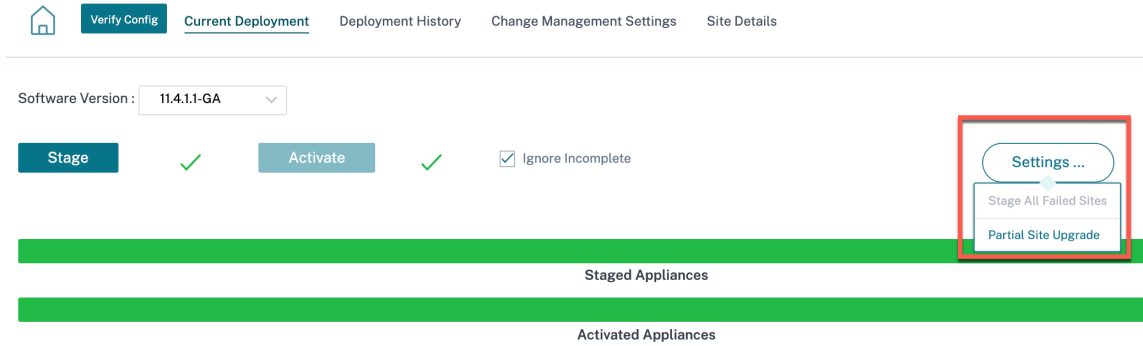 Verify Config
Current Deployment
Deployment History
Change Management Settings
Site Details
Software Version :
11.4.1.1-GA
Stage
Activate
Ignore Incomplete
Settings ...
Stage All Failed Sites
Partial Site Upgrade
Staged Appliances
Activated Appliances